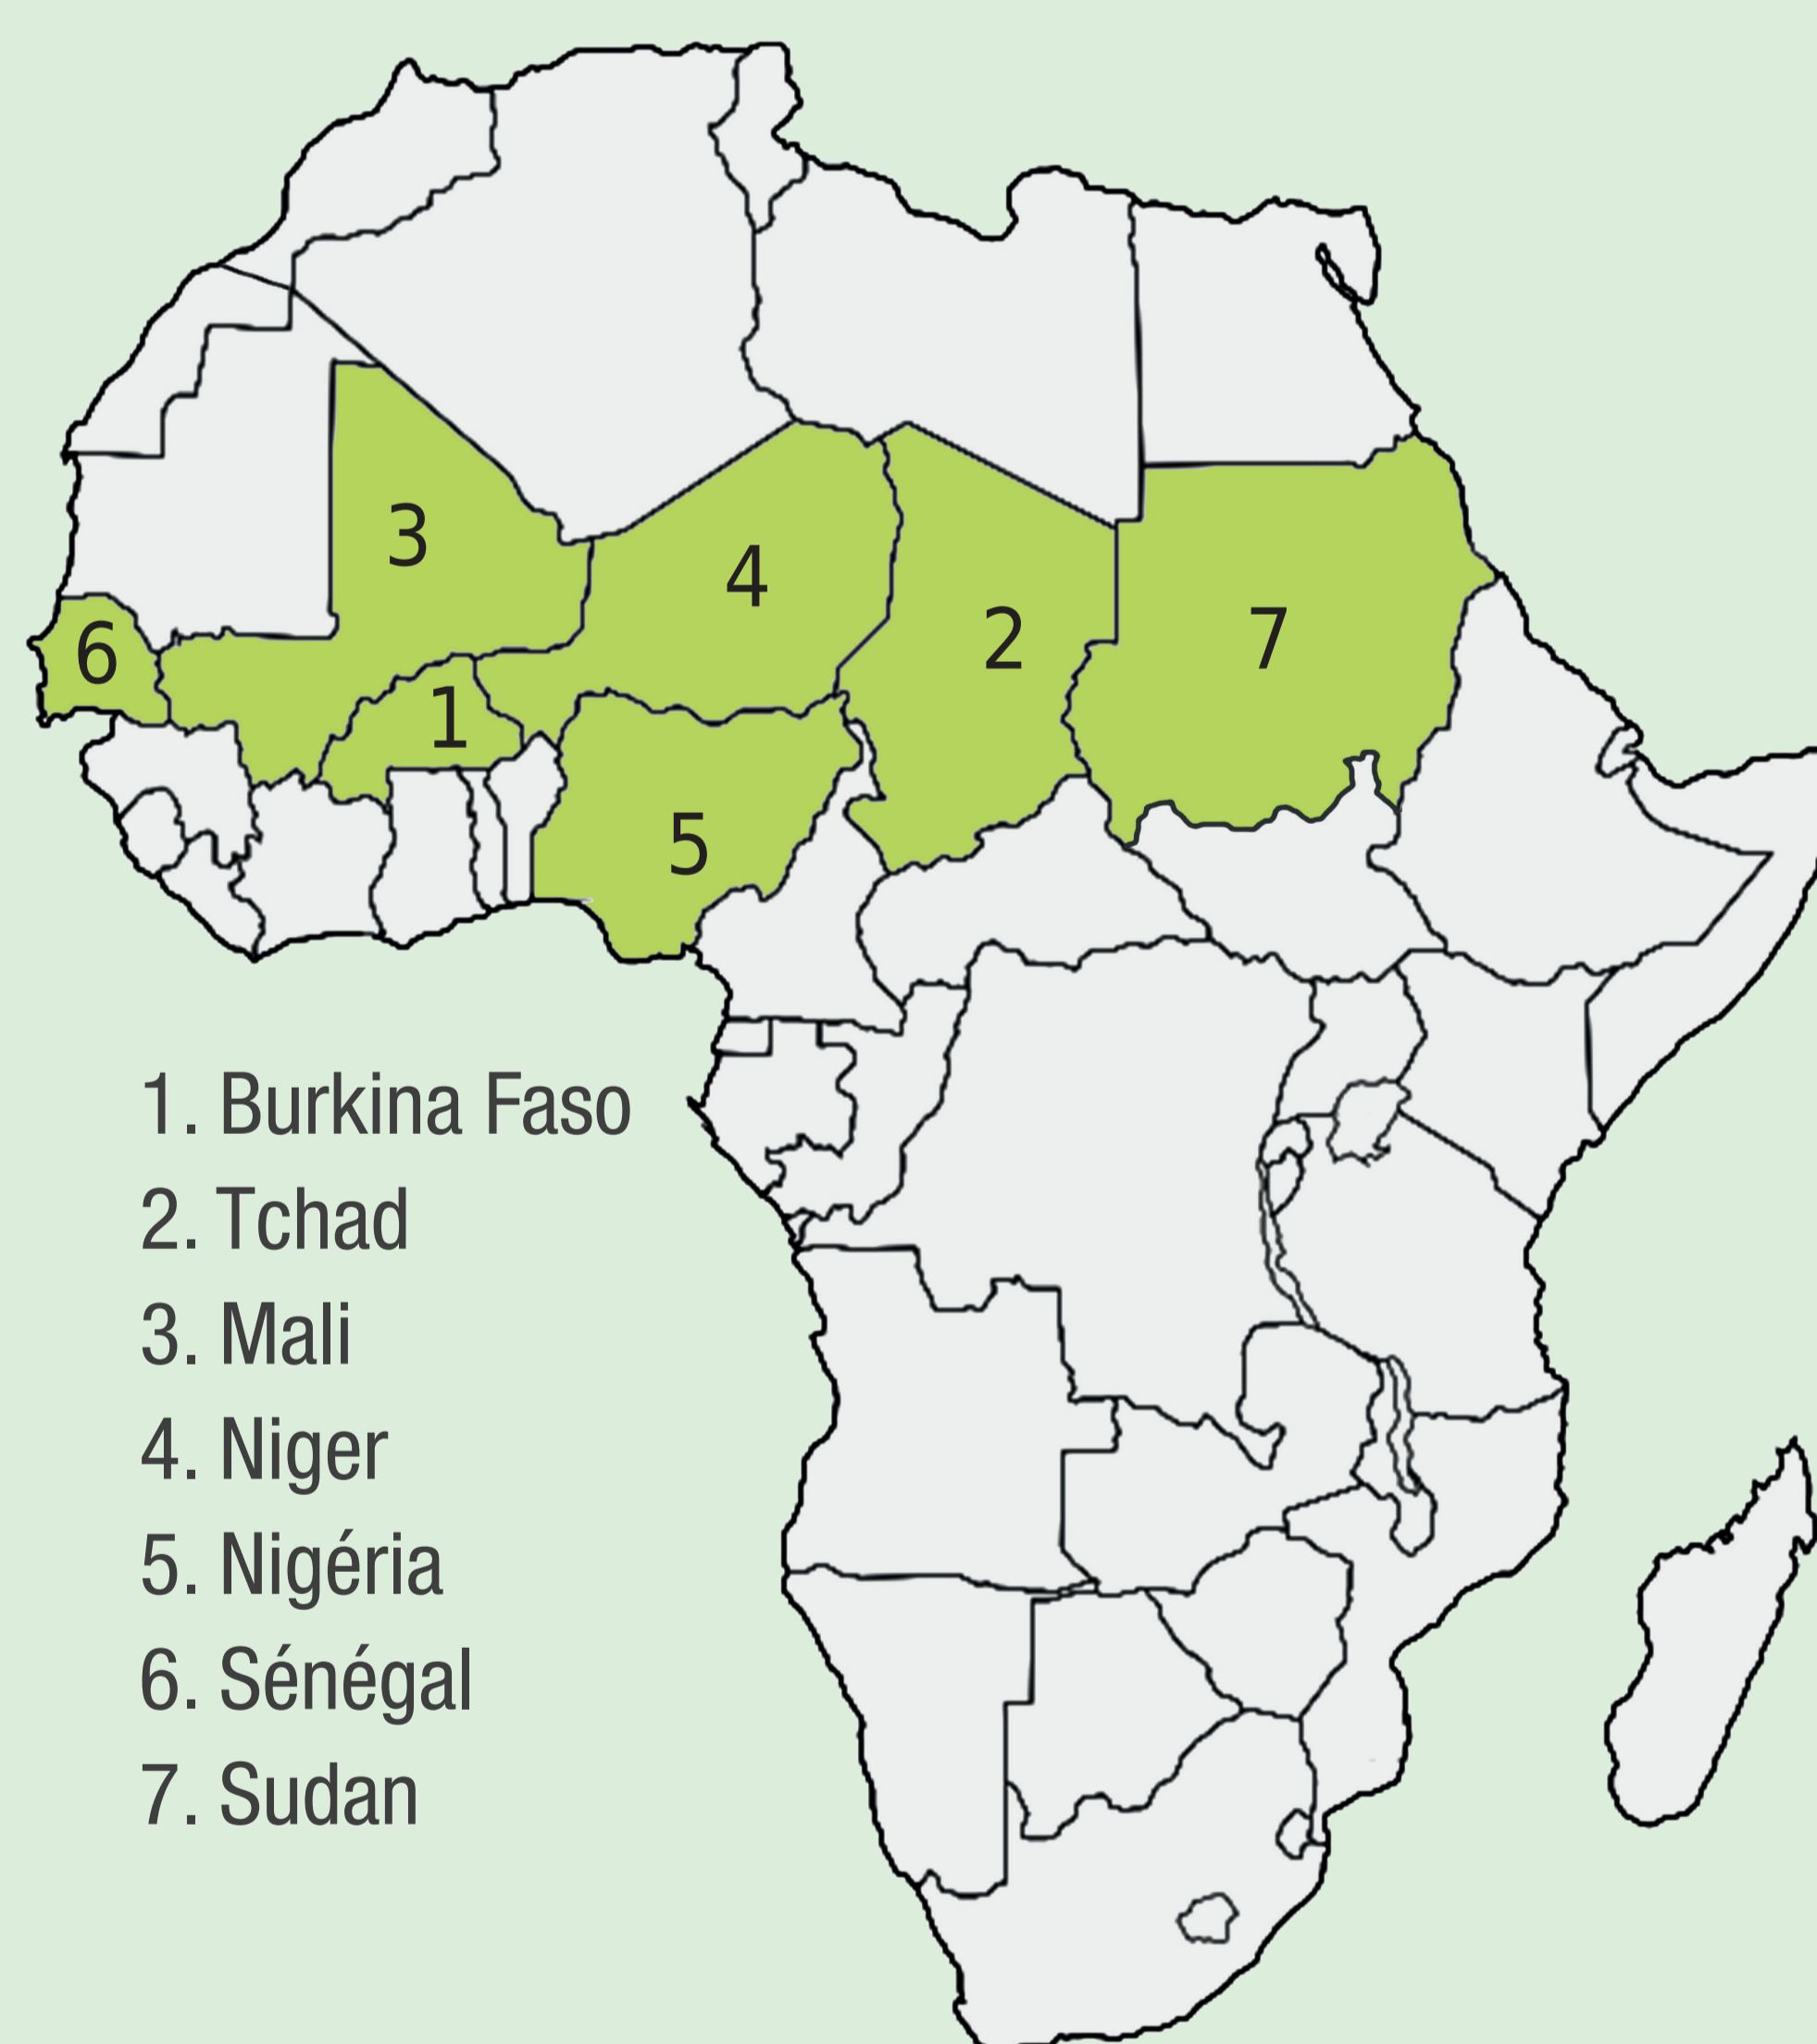 3
4
6
2
7
1
5
1. Burkina Faso
2. Tchad
3. Mali
4. Niger
5. Nigéria
6. Sénégal
7. Sudan